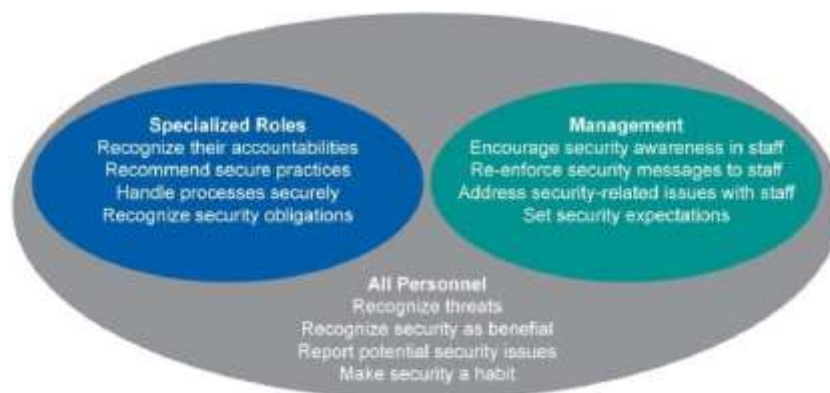 Specialized Roles
Recognize their accountabilities
Recommend secure practices
Handle processes securely
Recognize security obligations
Management
Encourage security awareness in staff
Re-enforce security messages to staff
Address security-related issues with staff
Set security expectations
All Personnel
Recognize threats
Recognize security as benefial
Report potential security issues
Make security a habit